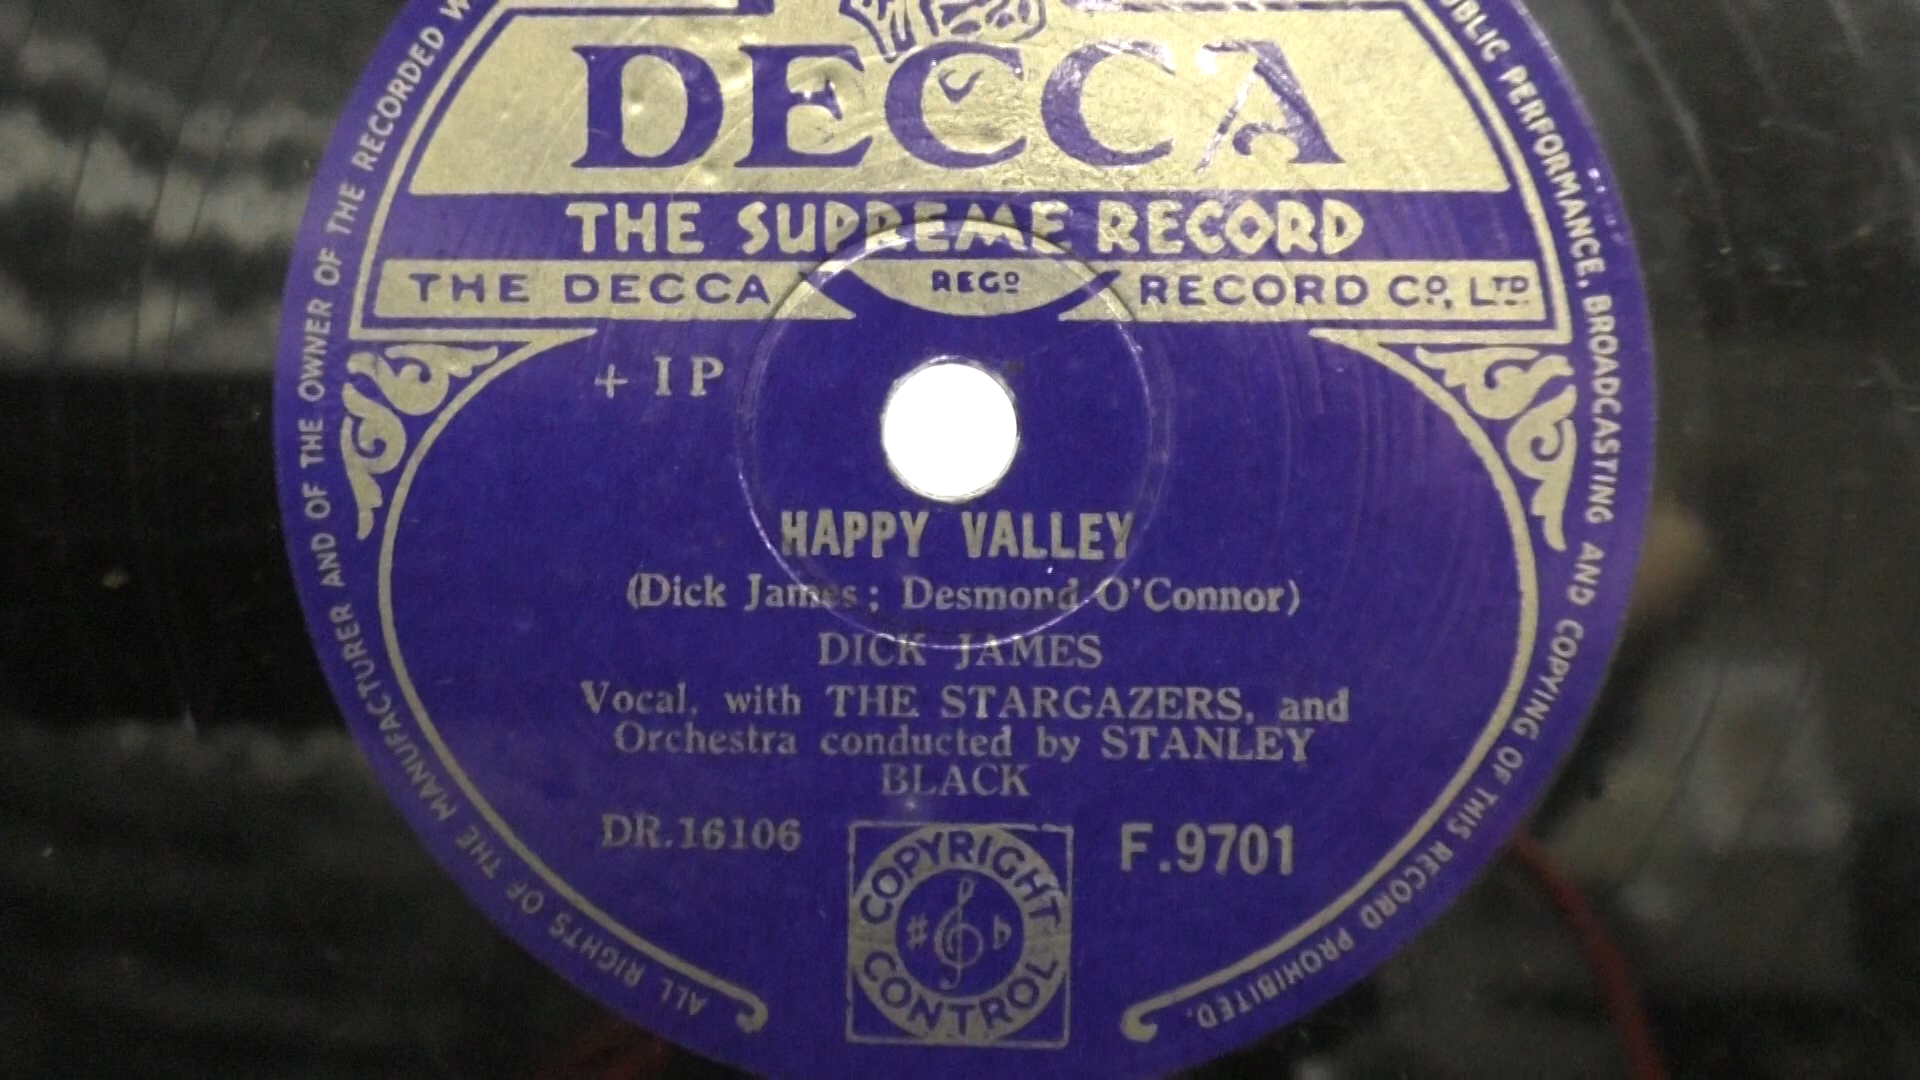 DECCA
THE SUPREME RECORD
THE DECCA REGD RECORD CO., LTD.
+ 1 P
HAPPY VALLEY
(Dick James ; Desmond O'Connor)
DICK JAMES
Vocal, with THE STARGAZERS, and
Orchestra conducted by STANLEY
BLACK
DR.16106
F.9701
COPYRIGHT
CONTROL
ALL RIGHTS OF THE MANUFACTURER AND OF THE OWNER OF THE RECORDED
PUBLIC PERFORMANCE, BROADCASTING AND COPYING OF THIS RECORD PROHIBITED.